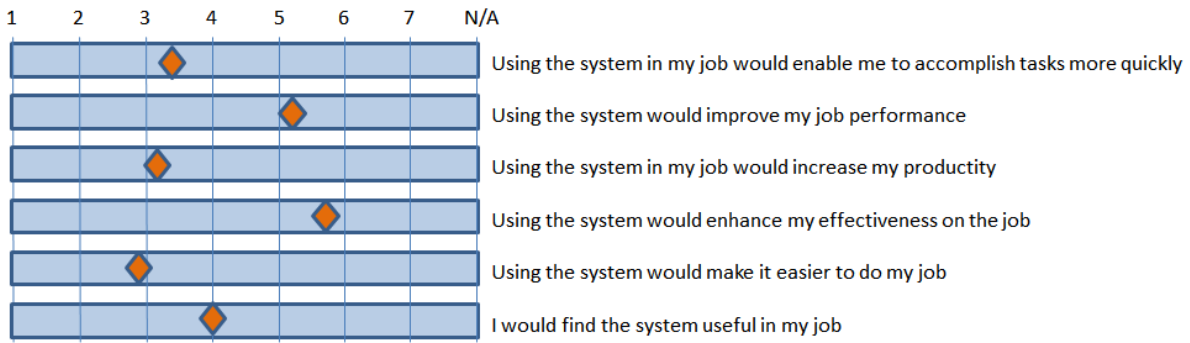 1 2 3 4 5 6 7 N/A
Using the system in my job would enable me to accomplish tasks more quickly
Using the system would improve my job performance
Using the system in my job would increase my productity
Using the system would enhance my effectiveness on the job
Using the system would make it easier to do my job
I would find the system useful in my job